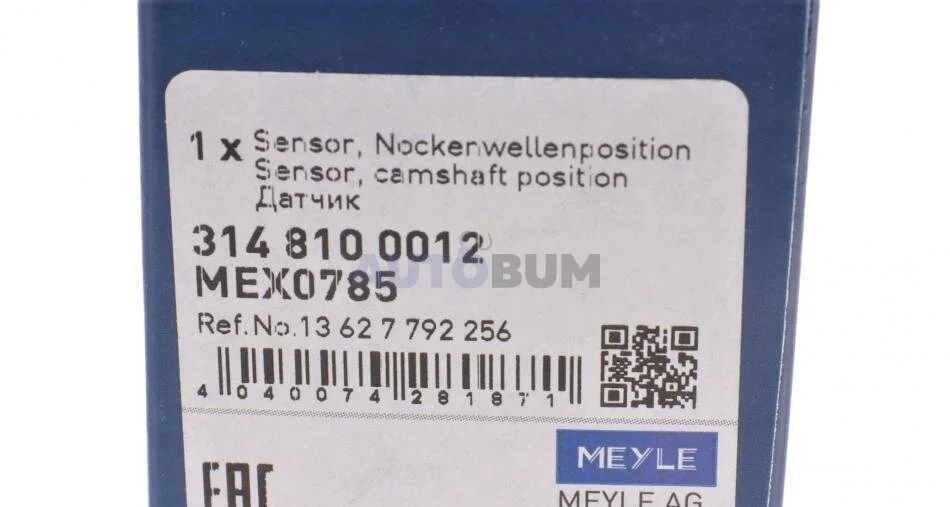 1 x Sensor, Nockenwellenposition
Sensor, camshaft position
Датчик
314 810 0012
MEX0785
AUTOBUM
Ref.No.13 62 7 792 256
4 040074 281871
EAC
MEYLE
MEYLE AG